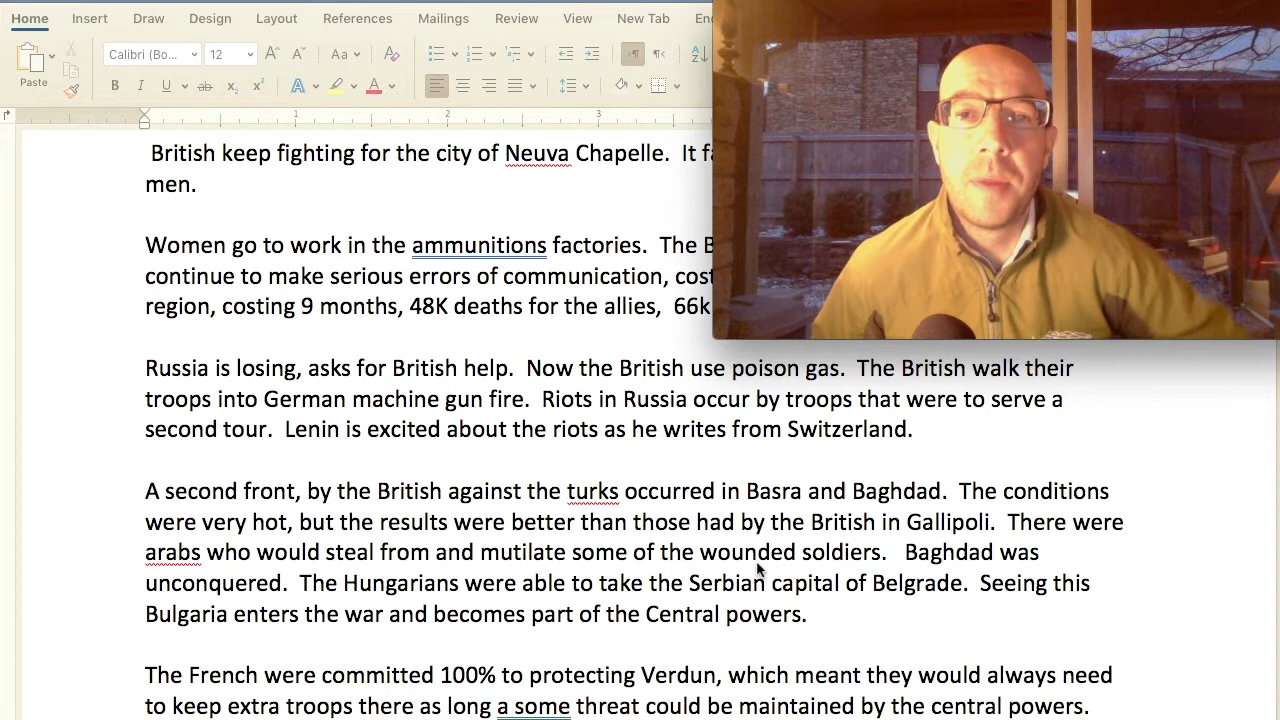 Home Insert Draw Design Layout References Mailings Review View New Tab
Calibri (Bo... 12 Aa
Paste B I U ab x₂ x² A A
1 2 3
British keep fighting for the city of Neuva Chapelle. It
men.
Women go to work in the ammunitions factories. The
continue to make serious errors of communication,
region, costing 9 months, 48K deaths for the allies, 66k
Russia is losing, asks for British help. Now the British use poison gas. The British walk their
troops into German machine gun fire. Riots in Russia occur by troops that were to serve a
second tour. Lenin is excited about the riots as he writes from Switzerland.
A second front, by the British against the turks occurred in Basra and Baghdad. The conditions
were very hot, but the results were better than those had by the British in Gallipoli. There were
arabs who would steal from and mutilate some of the wounded soldiers. Baghdad was
unconquered. The Hungarians were able to take the Serbian capital of Belgrade. Seeing this
Bulgaria enters the war and becomes part of the Central powers.
The French were committed 100% to protecting Verdun, which meant they would always need
to keep extra troops there as long a some threat could be maintained by the central powers.